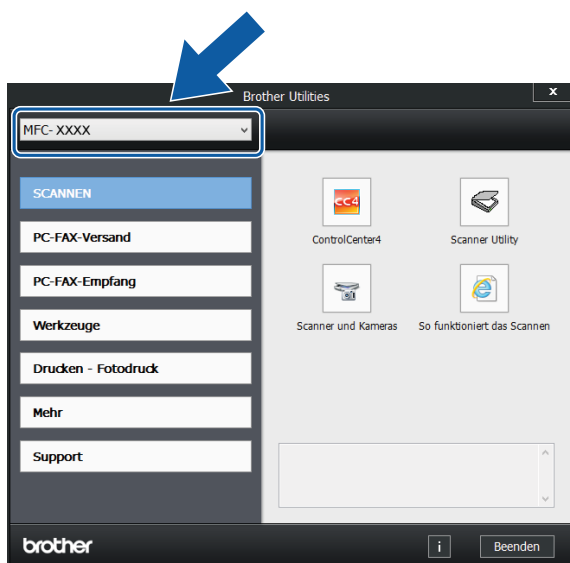 Brother Utilities
x
MFC- XXXX
SCANNEN
PC-FAX-Versand
PC-FAX-Empfang
Werkzeuge
Drucken - Fotodruck
Mehr
Support
CC4
ControlCenter4
Scanner Utility
Scanner und Kameras
So funktioniert das Scannen
brother
i
Beenden